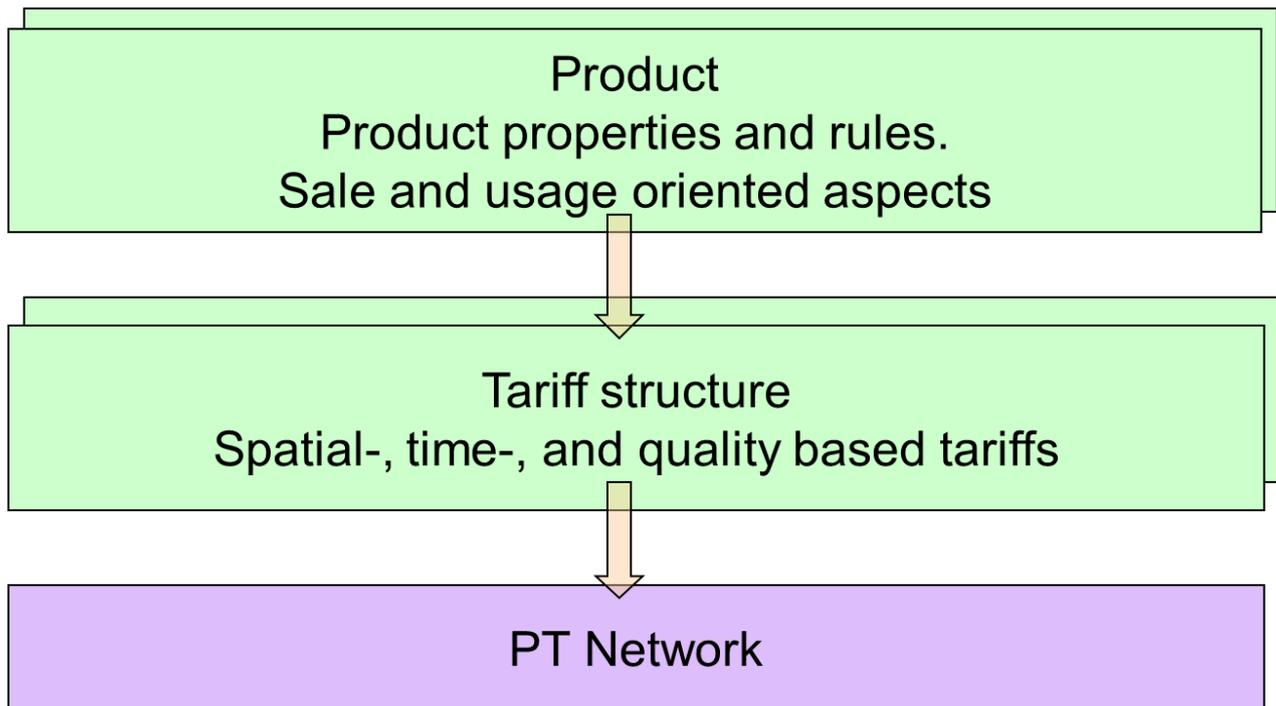 Product
Product properties and rules.
Sale and usage oriented aspects
Tariff structure
Spatial-, time-, and quality based tariffs
PT Network